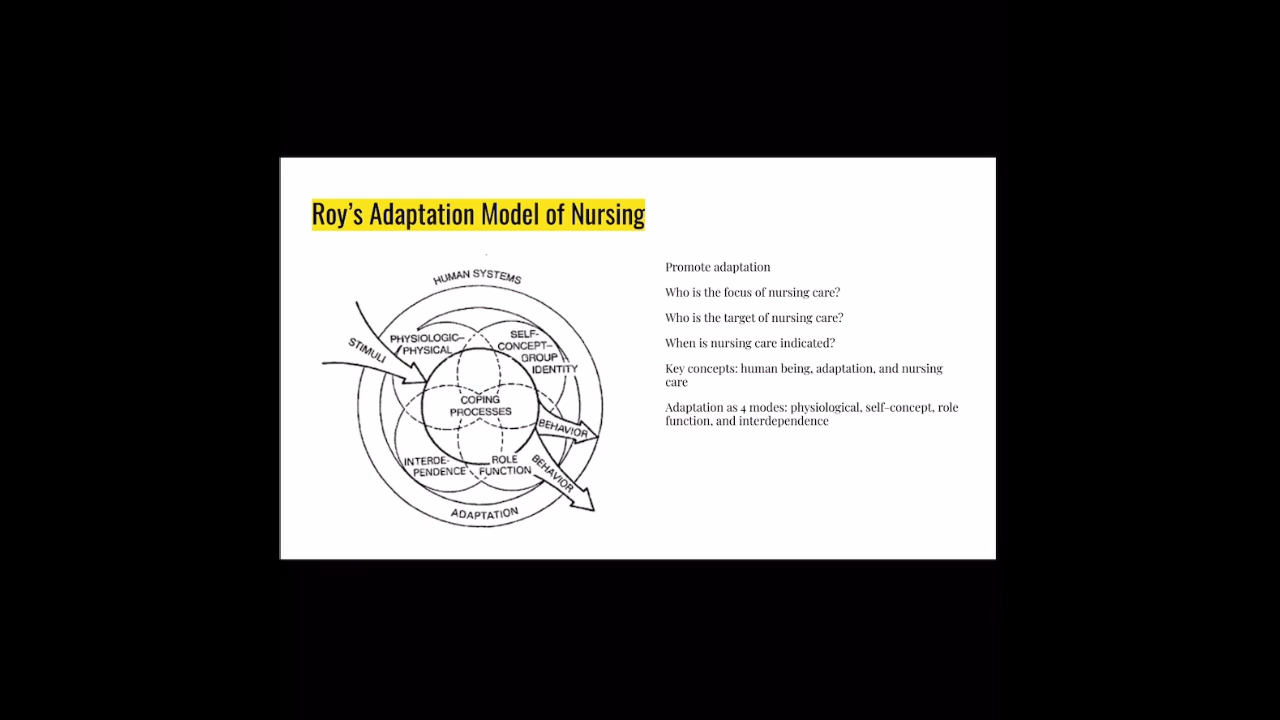 Roy's Adaptation Model of Nursing
HUMAN SYSTEMS
STIMULI
PHYSIOLOGIC–
PHYSICAL
SELF-
CONCEPT–
GROUP
IDENTITY
COPING
PROCESSES
BEHAVIOR
BEHAVIOR
INTERDE-
PENDENCE
ROLE
FUNCTION
ADAPTATION
Promote adaptation
Who is the focus of nursing care?
Who is the target of nursing care?
When is nursing care indicated?
Key concepts: human being, adaptation, and nursing
care
Adaptation as 4 modes: physiological, self-concept, role
function, and interdependence